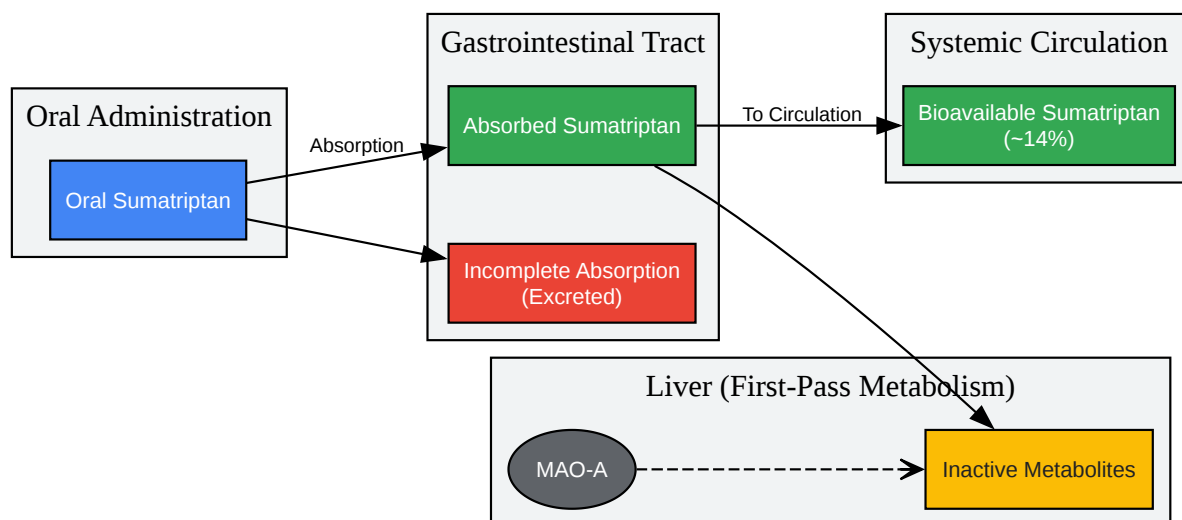 Oral Administration
Oral Sumatriptan
Absorption
Gastrointestinal Tract
Absorbed Sumatriptan
Incomplete Absorption
(Excreted)
To Circulation
Systemic Circulation
Bioavailable Sumatriptan
(~14%)
Liver (First-Pass Metabolism)
MAO-A
Inactive Metabolites